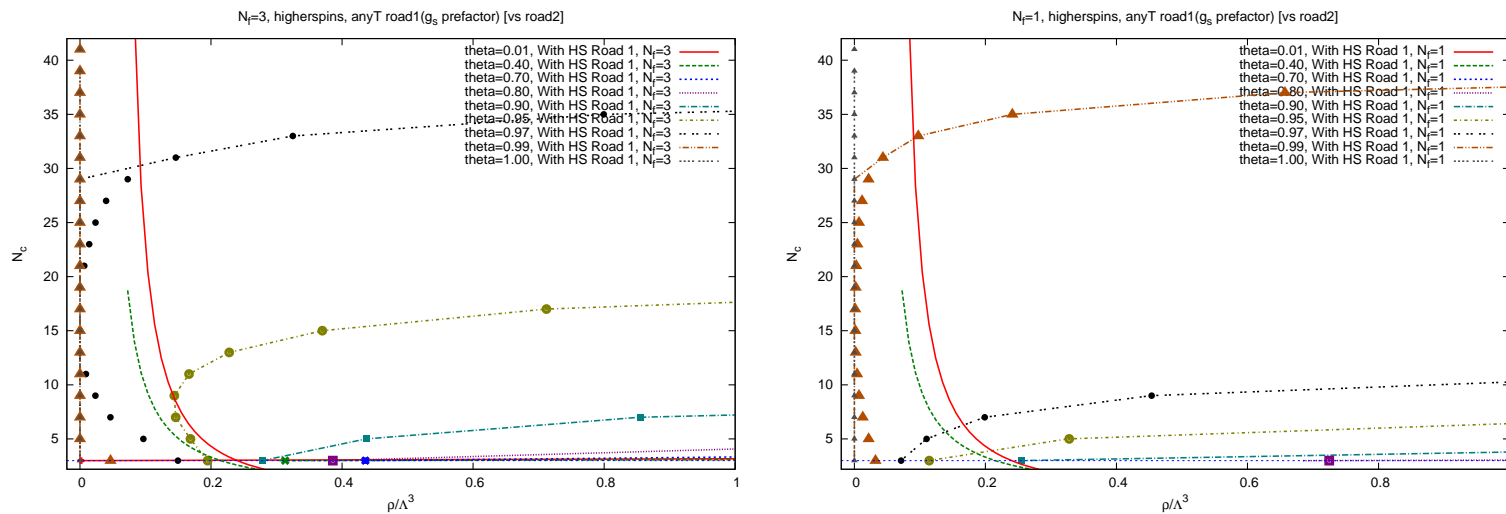 N_f=3, higherspins, anyT road1(g_s prefactor) [vs road2]
40
35
30
25
20
15
10
5
N_c
0
0.2
0.4
0.6
0.8
1
ρ/Λ^3
theta=0.01, With HS Road 1, N_f=3
theta=0.40, With HS Road 1, N_f=3
theta=0.70, With HS Road 1, N_f=3
theta=0.80, With HS Road 1, N_f=3
theta=0.90, With HS Road 1, N_f=3
theta=0.95, With HS Road 1, N_f=3
theta=0.97, With HS Road 1, N_f=3
theta=0.99, With HS Road 1, N_f=3
theta=1.00, With HS Road 1, N_f=3
N_f=1, higherspins, anyT road1(g_s prefactor) [vs road2]
40
35
30
25
20
15
10
5
N_c
0
0.2
0.4
0.6
0.8
ρ/Λ^3
theta=0.01, With HS Road 1, N_f=1
theta=0.40, With HS Road 1, N_f=1
theta=0.70, With HS Road 1, N_f=1
theta=0.80, With HS Road 1, N_f=1
theta=0.90, With HS Road 1, N_f=1
theta=0.95, With HS Road 1, N_f=1
theta=0.97, With HS Road 1, N_f=1
theta=0.99, With HS Road 1, N_f=1
theta=1.00, With HS Road 1, N_f=1